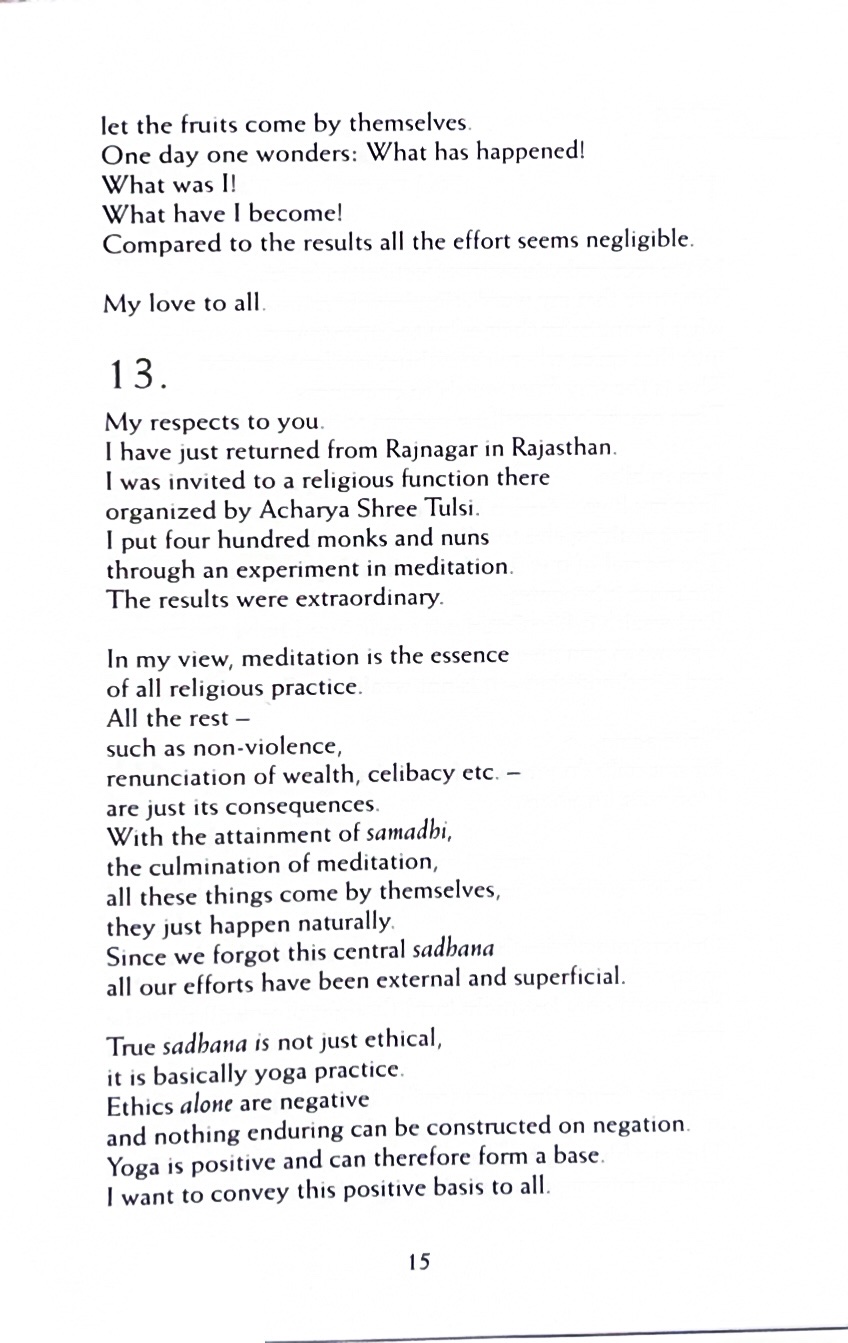 let the fruits come by themselves.
One day one wonders: What has happened!
What was I!
What have I become!
Compared to the results all the effort seems negligible.
My love to all.
13.
My respects to you.
I have just returned from Rajnagar in Rajasthan.
I was invited to a religious function there
organized by Acharya Shree Tulsi.
I put four hundred monks and nuns
through an experiment in meditation.
The results were extraordinary.
In my view, meditation is the essence
of all religious practice.
All the rest –
such as non-violence,
renunciation of wealth, celibacy etc. –
are just its consequences.
With the attainment of samadhi,
the culmination of meditation,
all these things come by themselves,
they just happen naturally.
Since we forgot this central sadhana
all our efforts have been external and superficial.
True sadhana is not just ethical,
it is basically yoga practice.
Ethics alone are negative
and nothing enduring can be constructed on negation.
Yoga is positive and can therefore form a base.
I want to convey this positive basis to all.
15